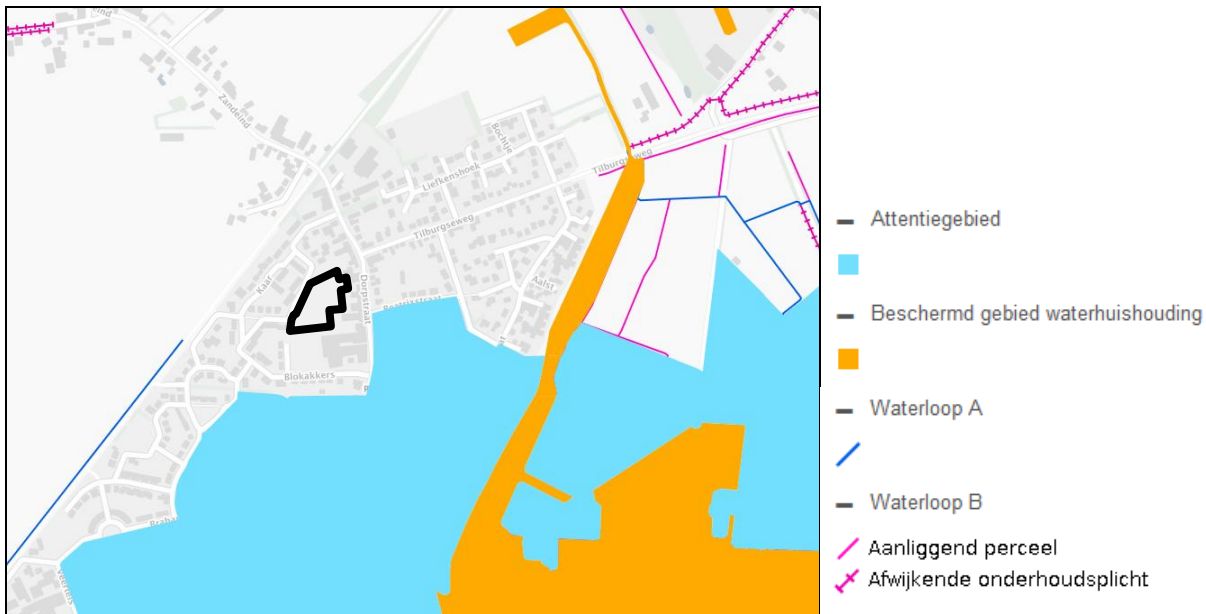 Zandeind
Bochtje
Liefkenshoek
Tilburgseweg
Tilburgseweg
Kaar
Dorpstraat
Aalst
Beatrixstraat
Blokakkers
Attentiegebied
Beschermd gebied waterhuishouding
Waterloop A
Waterloop B
Aanliggend perceel
Afwijkende onderhoudsplicht